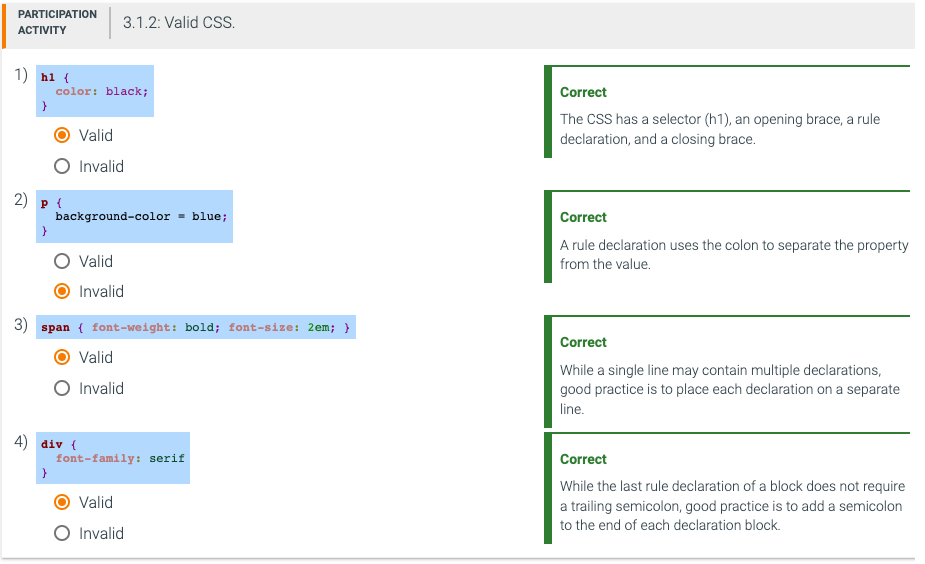 PARTICIPATION
ACTIVITY
3.1.2: Valid CSS.
1)
h1 {
color: black;
}
Valid
Invalid
Correct
The CSS has a selector (h1), an opening brace, a rule
declaration, and a closing brace.
2)
p {
background-color = blue;
}
Valid
Invalid
Correct
A rule declaration uses the colon to separate the property
from the value.
3)
span { font-weight: bold; font-size: 2em; }
Valid
Invalid
Correct
While a single line may contain multiple declarations,
good practice is to place each declaration on a separate
line.
4)
div {
font-family: serif
}
Valid
Invalid
Correct
While the last rule declaration of a block does not require
a trailing semicolon, good practice is to add a semicolon
to the end of each declaration block.